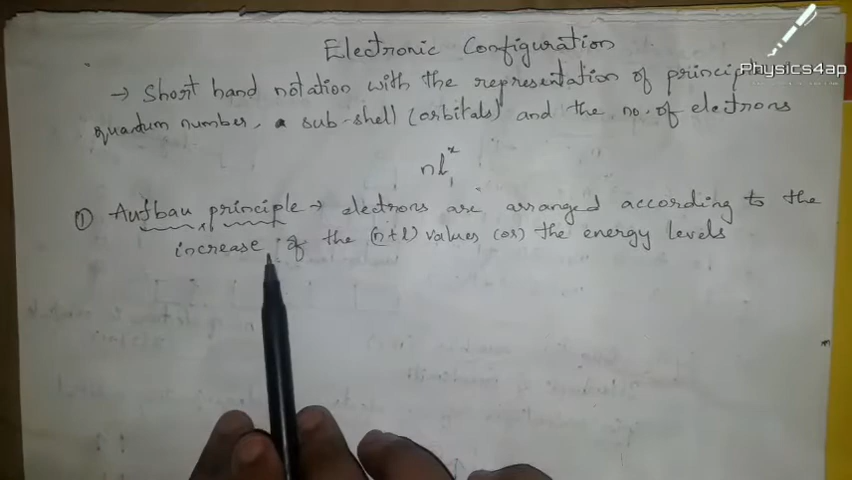 Electronic Configuration
Physics4ap
→ Short hand notation with the representation of
quantum number, sub-shell (orbitals) and the no. of electrons
nl^x
① Aufbau principle → electrons are arranged according to the
increase of the (n+l) values (or) the energy levels